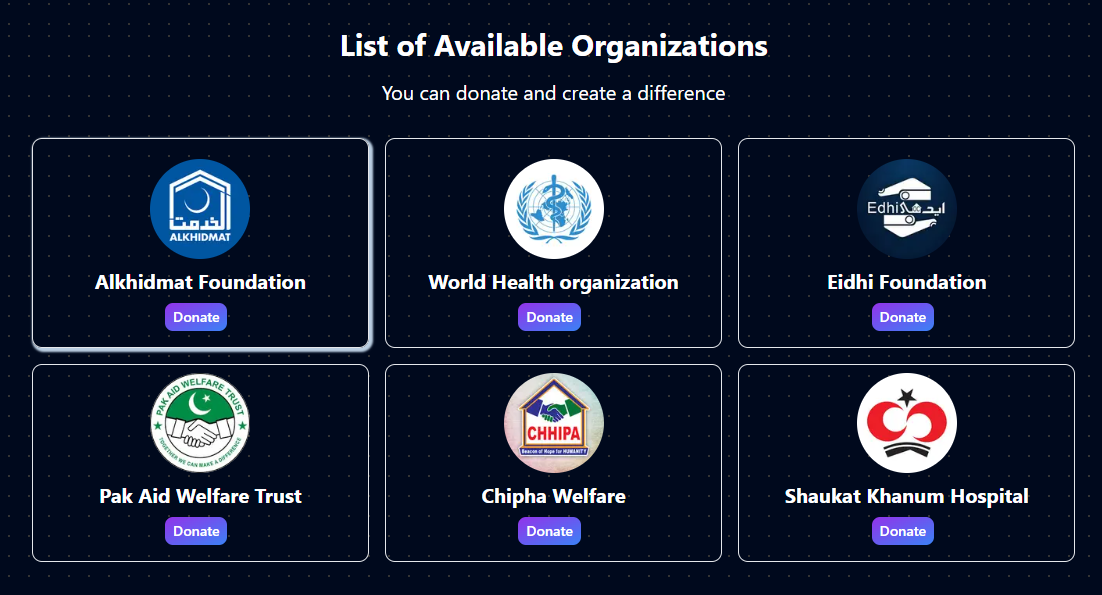 List of Available Organizations
You can donate and create a difference
الخدمت
ALKHIDMAT
Alkhidmat Foundation
Donate
World Health organization
Donate
Edhi ایدھی
Eidhi Foundation
Donate
PAK AID WELFARE TRUST
TOGETHER WE CAN MAKE A DIFFERENCE
Pak Aid Welfare Trust
Donate
CHHIPA
Beacon of Hope for HUMANITY
Chipha Welfare
Donate
Shaukat Khanum Hospital
Donate